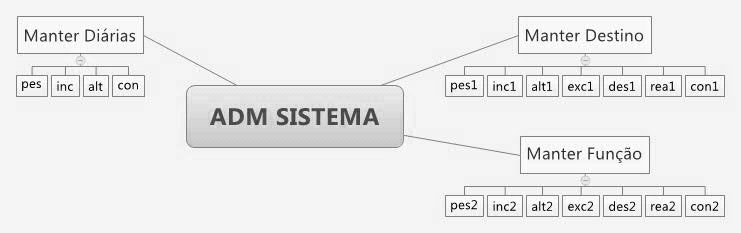 Manter Diárias
pes inc alt con
ADM SISTEMA
Manter Destino
pes1 inc1 alt1 exc1 des1 rea1 con1
Manter Função
pes2 inc2 alt2 exc2 des2 rea2 con2